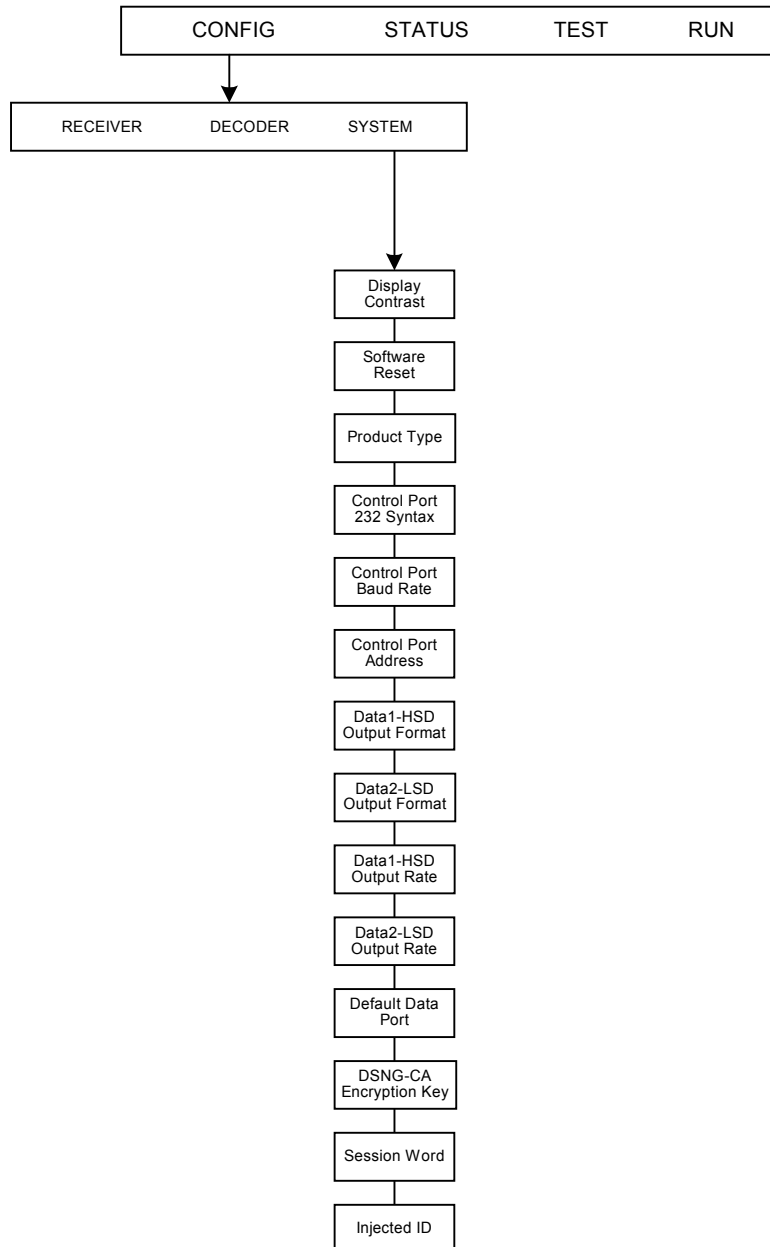 CONFIG STATUS TEST RUN
RECEIVER DECODER SYSTEM
Display
Contrast
Software
Reset
Product Type
Control Port
232 Syntax
Control Port
Baud Rate
Control Port
Address
Data1-HSD
Output Format
Data2-LSD
Output Format
Data1-HSD
Output Rate
Data2-LSD
Output Rate
Default Data
Port
DSNG-CA
Encryption Key
Session Word
Injected ID